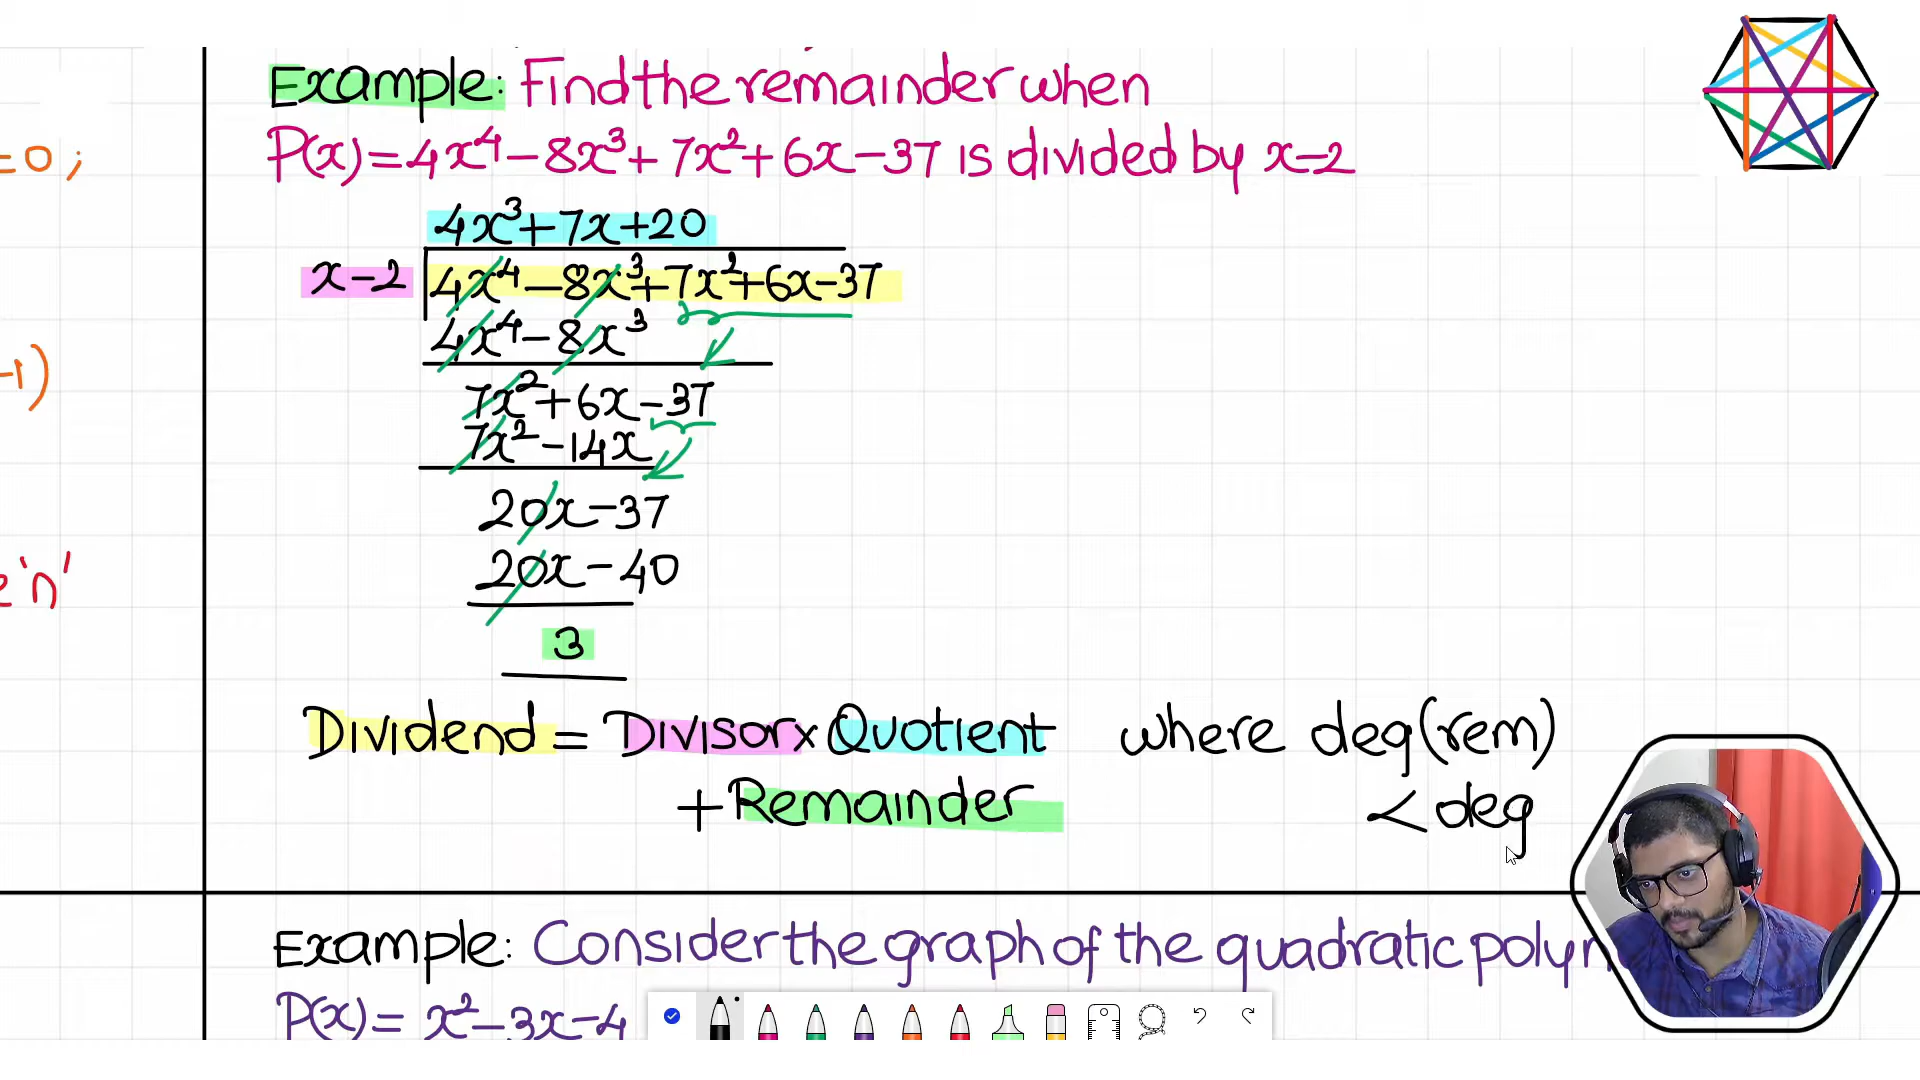 =0;
-1)
e 'n'
Example: Find the remainder when
P(x)=4x⁴-8x³+7x²+6x-37 is divided by x-2
4x³+7x+20
x-2 4x⁴-8x³+7x²+6x-37
4x⁴-8x³
7x²+6x-37
7x²-14x
20x-37
20x-40
3
Dividend = Divisor x Quotient where deg(rem)
+ Remainder < deg
Example: Consider the graph of the quadratic polyn
P(x)= x²-3x-4